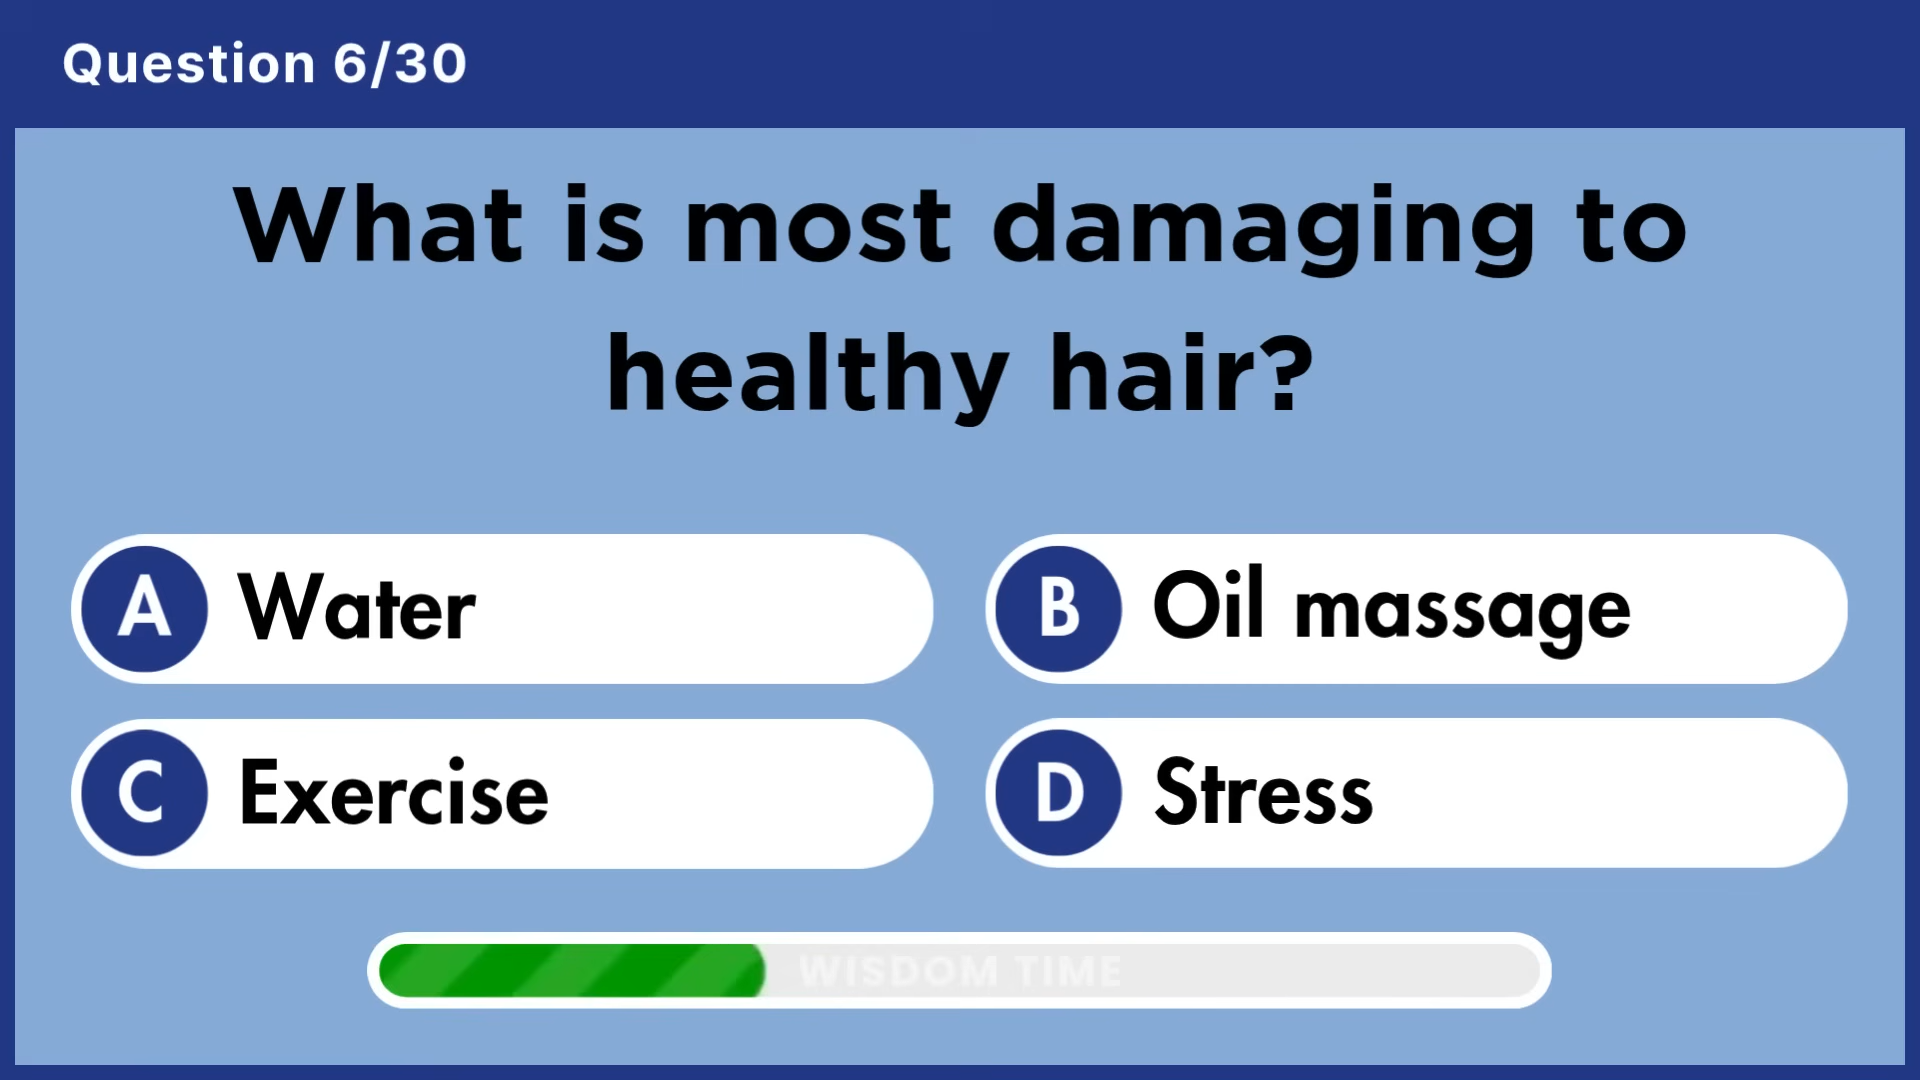 Question 6/30
What is most damaging to
healthy hair?
A Water
B Oil massage
C Exercise
D Stress
WISDOM TIME